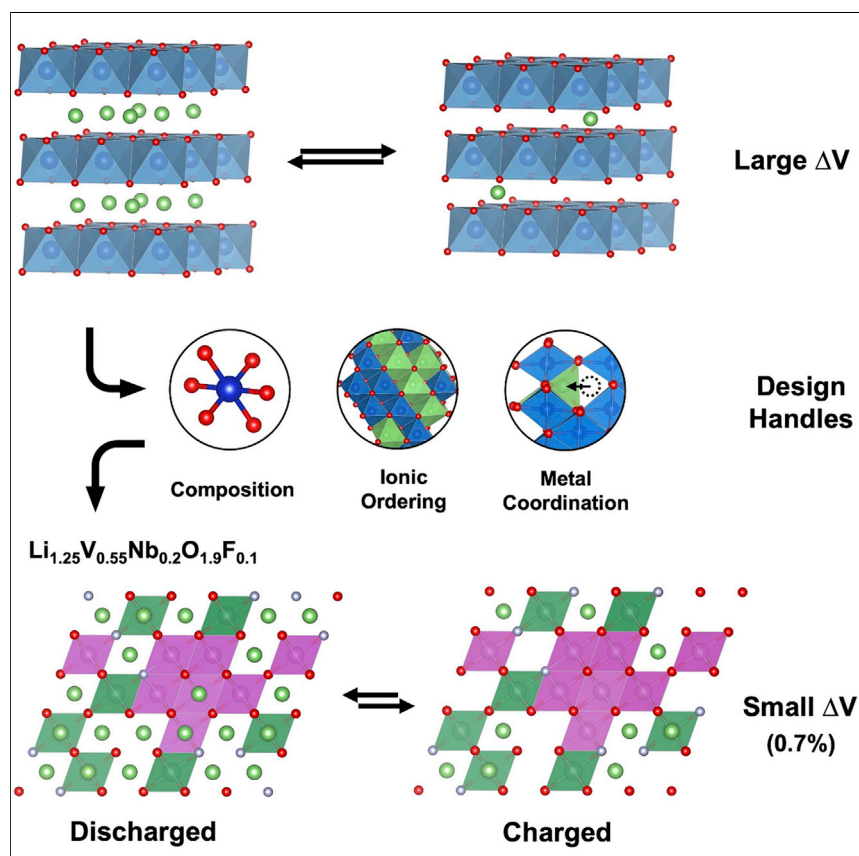 Large ΔV
Design
Handles
Composition
Ionic
Ordering
Metal
Coordination
Li1.25V0.55Nb0.2O1.9F0.1
Small ΔV
(0.7%)
Discharged
Charged